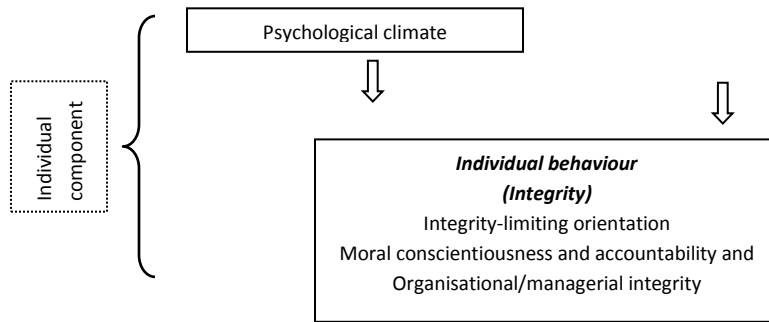 Psychological climate
Individual
component
Individual behaviour
(Integrity)
Integrity-limiting orientation
Moral conscientiousness and accountability and
Organisational/managerial integrity